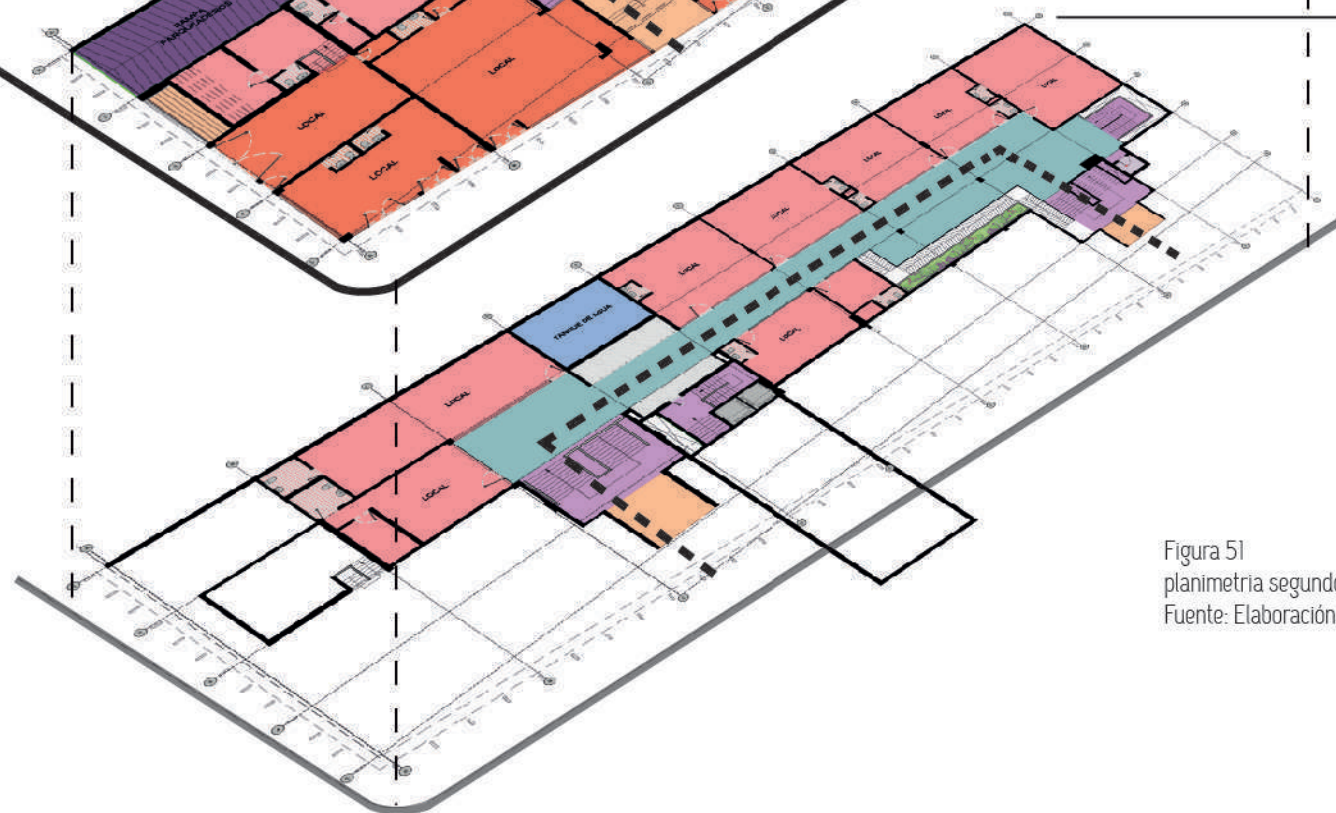 RAMPA
PARQUEADEROS
LOCAL
LOCAL
LOCAL
LOCAL
LOCAL
LOCAL
LOCAL
LOCAL
TANQUE DE AGUA
LOCAL
LOCAL
LOCAL
Figura 51
planimetria segundo
Fuente: Elaboración